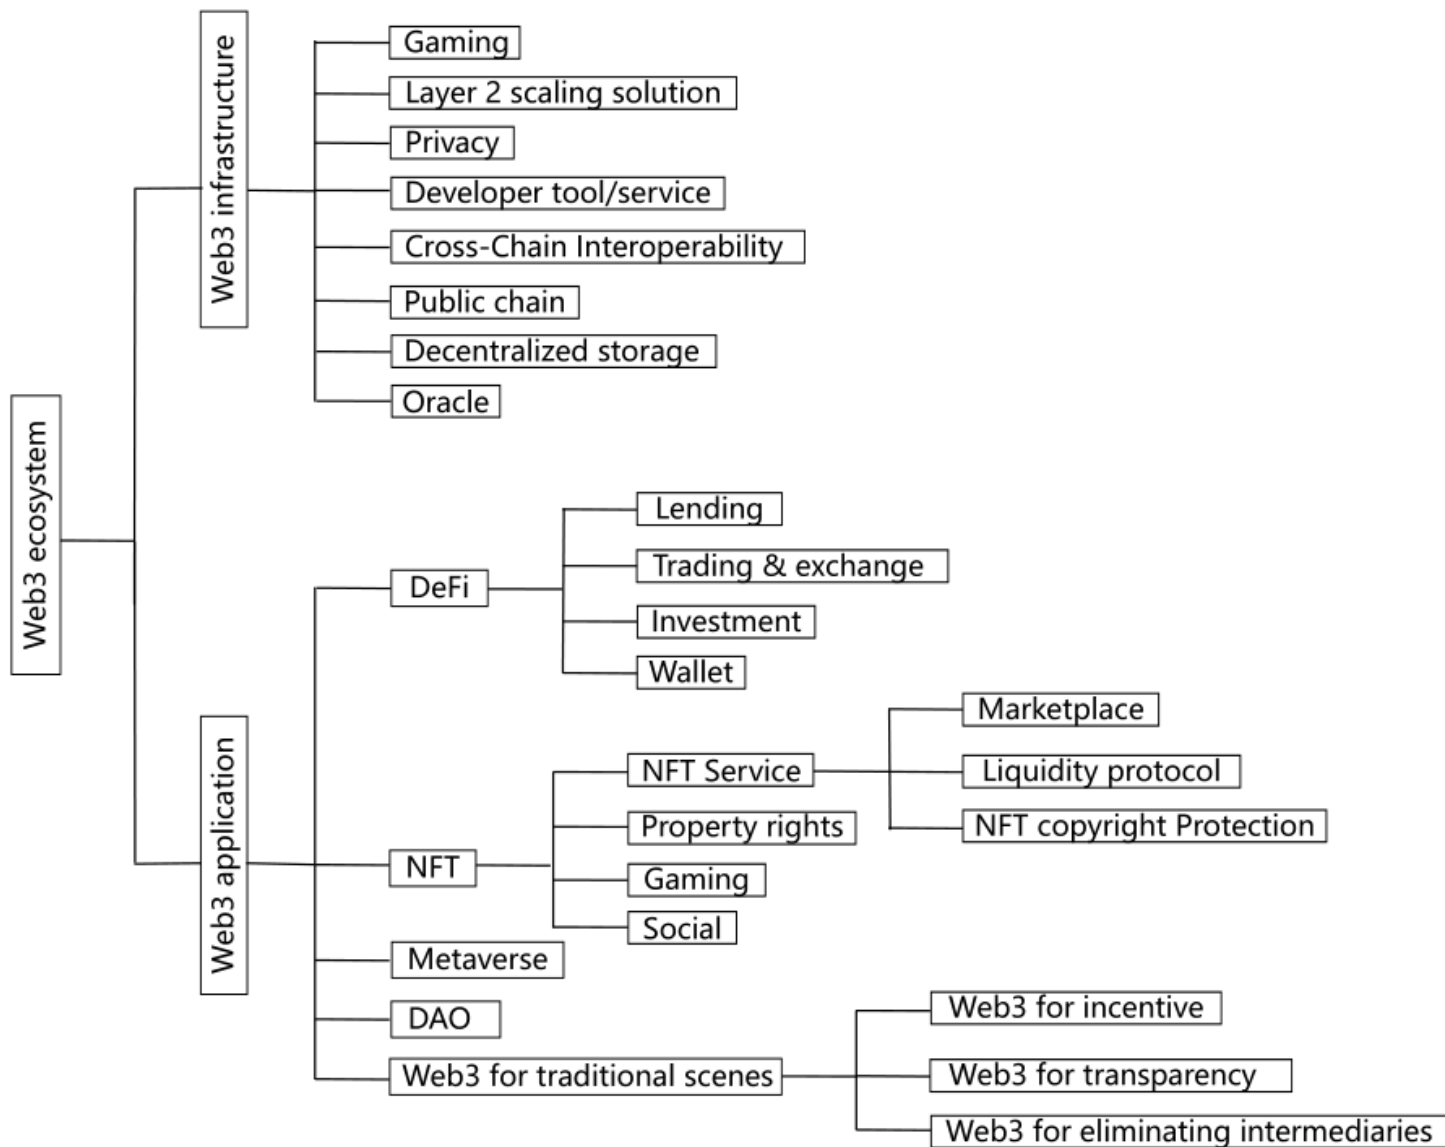 Web3 ecosystem
Web3 infrastructure
Gaming
Layer 2 scaling solution
Privacy
Developer tool/service
Cross-Chain Interoperability
Public chain
Decentralized storage
Oracle
Web3 application
DeFi
Lending
Trading & exchange
Investment
Wallet
NFT
NFT Service
Marketplace
Liquidity protocol
NFT copyright Protection
Property rights
Gaming
Social
Metaverse
DAO
Web3 for traditional scenes
Web3 for incentive
Web3 for transparency
Web3 for eliminating intermediaries